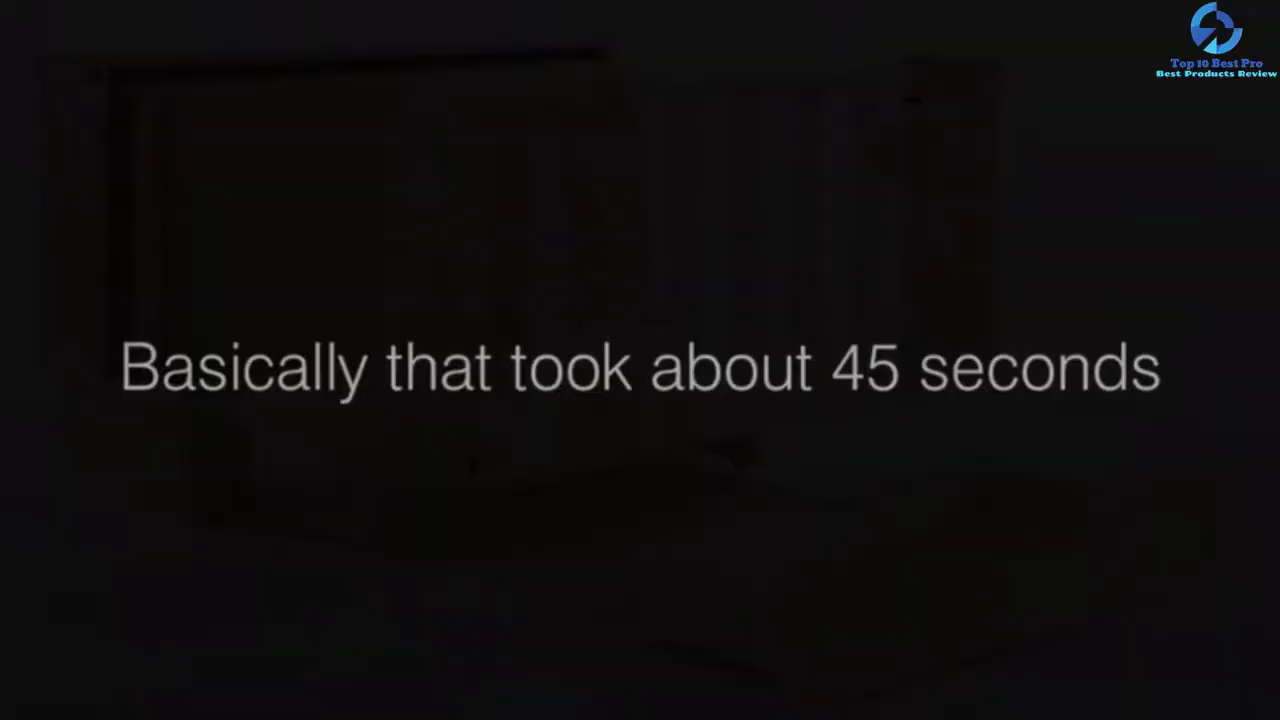 Top 10 Best Pro
Best Products Review
Basically that took about 45 seconds